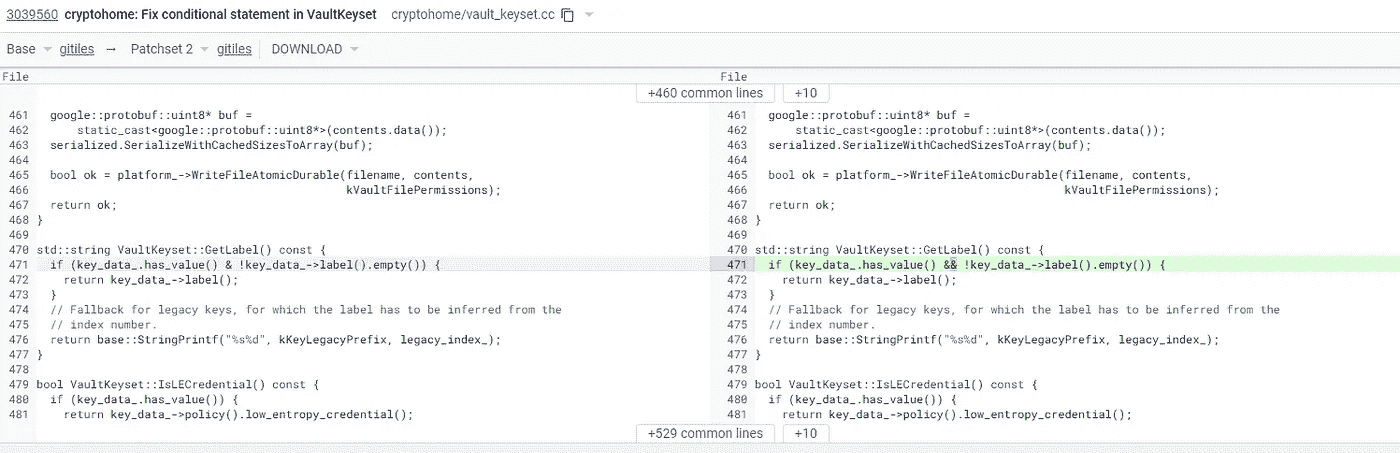 3039560 cryptohome: Fix conditional statement in VaultKeyset cryptohome/vault_keyset.cc
Base gitiles → Patchset 2 gitiles DOWNLOAD
File File
+460 common lines +10
461 google::protobuf::uint8* buf =
462 static_cast<google::protobuf::uint8*>(contents.data());
463 serialized.SerializeWithCachedSizesToArray(buf);
464
465 bool ok = platform_->WriteFileAtomicDurable(filename, contents,
466 kVaultFilePermissions);
467 return ok;
468 }
469
470 std::string VaultKeyset::GetLabel() const {
471 if (key_data_.has_value() & !key_data_->label().empty()) {
472 return key_data_->label();
473 }
474 // Fallback for legacy keys, for which the label has to be inferred from the
475 // index number.
476 return base::StringPrintf("%s%d", kKeyLegacyPrefix, legacy_index_);
477 }
478
479 bool VaultKeyset::IsLECredential() const {
480 if (key_data_.has_value()) {
481 return key_data_->policy().low_entropy_credential();
461 google::protobuf::uint8* buf =
462 static_cast<google::protobuf::uint8*>(contents.data());
463 serialized.SerializeWithCachedSizesToArray(buf);
464
465 bool ok = platform_->WriteFileAtomicDurable(filename, contents,
466 kVaultFilePermissions);
467 return ok;
468 }
469
470 std::string VaultKeyset::GetLabel() const {
471 if (key_data_.has_value() && !key_data_->label().empty()) {
472 return key_data_->label();
473 }
474 // Fallback for legacy keys, for which the label has to be inferred from the
475 // index number.
476 return base::StringPrintf("%s%d", kKeyLegacyPrefix, legacy_index_);
477 }
478
479 bool VaultKeyset::IsLECredential() const {
480 if (key_data_.has_value()) {
481 return key_data_->policy().low_entropy_credential();
+529 common lines +10